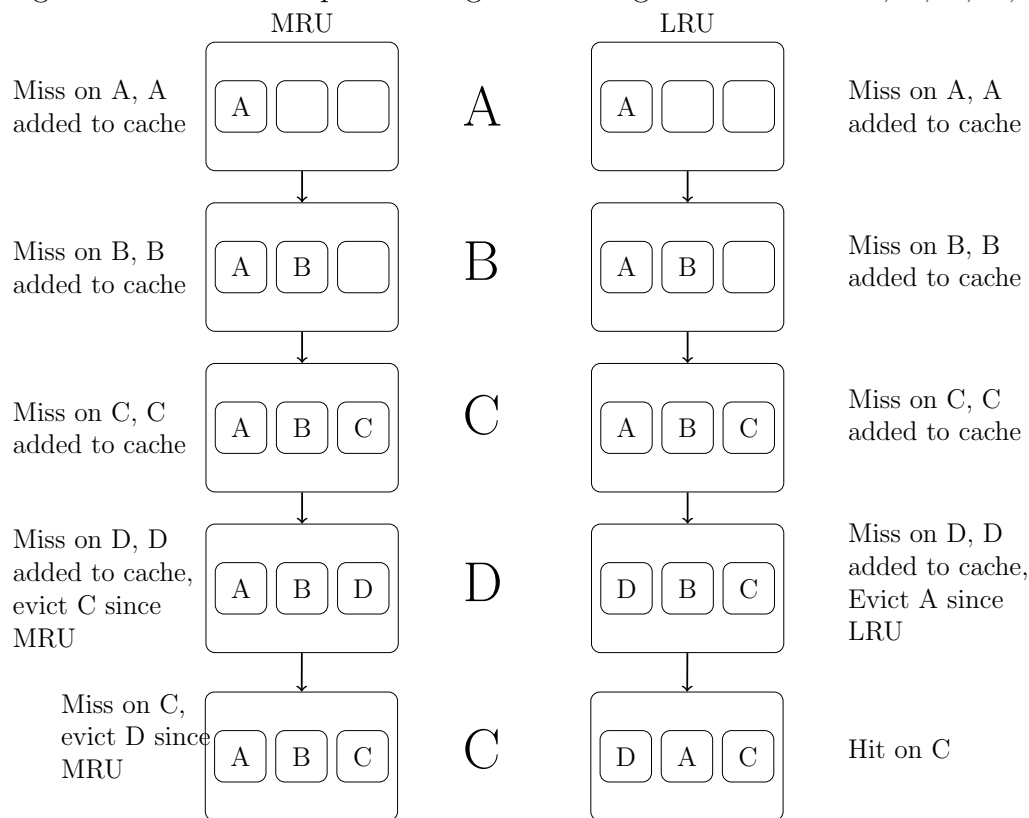 MRU
LRU
Miss on A, A
added to cache
A
A
A
Miss on A, A
added to cache
Miss on B, B
added to cache
A B
B
A B
Miss on B, B
added to cache
Miss on C, C
added to cache
A B C
C
A B C
Miss on C, C
added to cache
Miss on D, D
added to cache,
evict C since
MRU
A B D
D
D B C
Miss on D, D
added to cache,
Evict A since
LRU
Miss on C,
evict D since
MRU
A B C
C
D A C
Hit on C